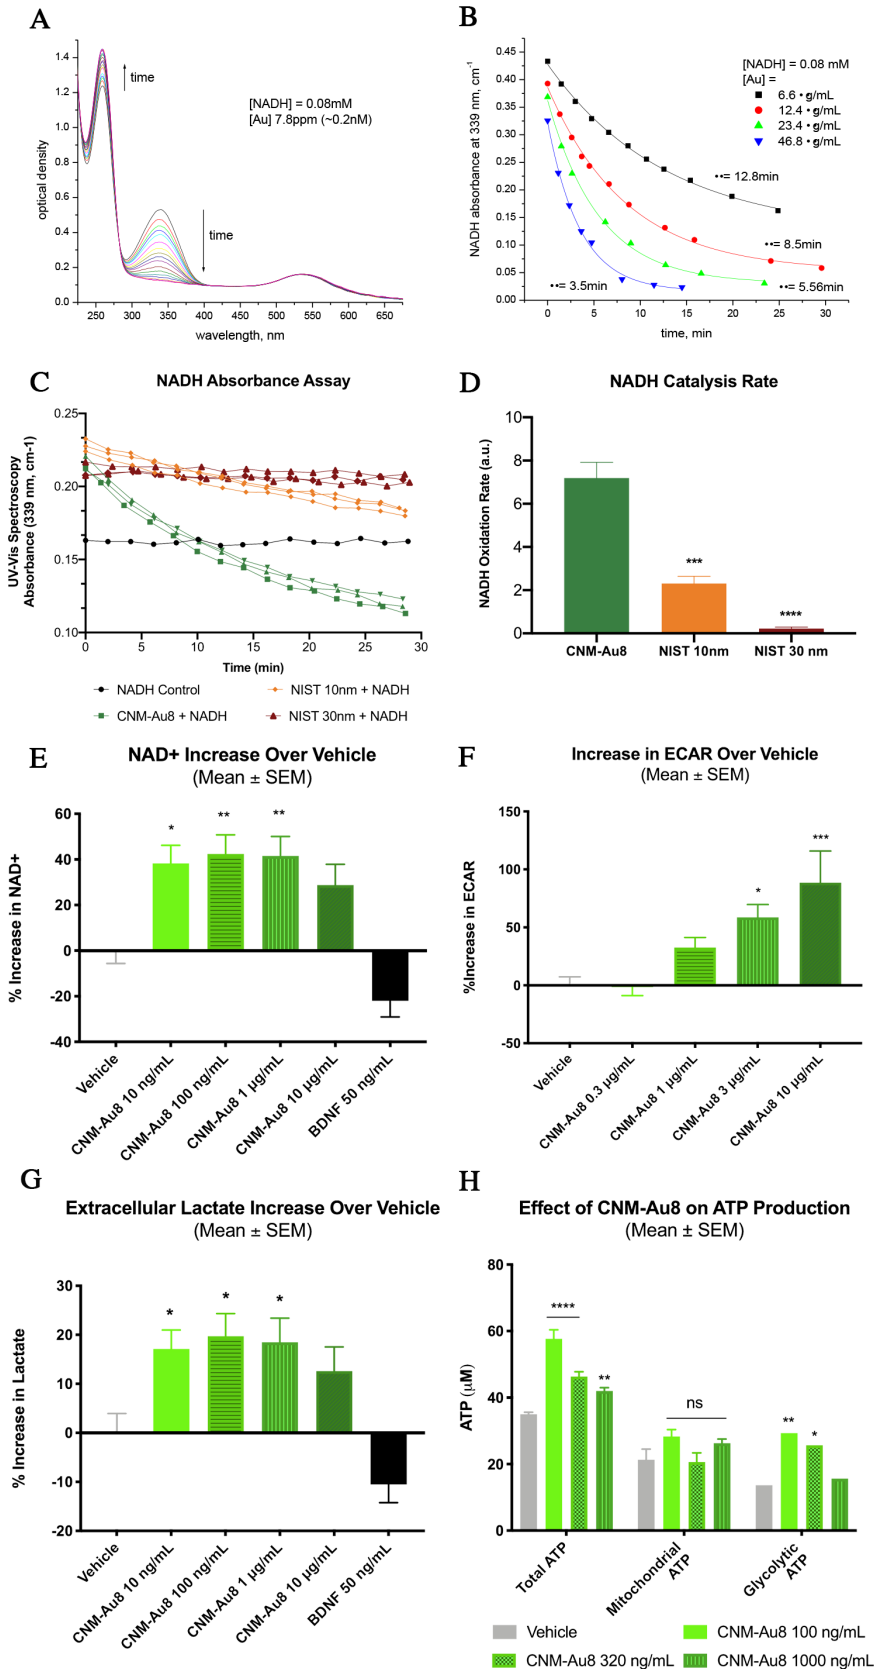 A
optical density
1.4
1.2
1.0
0.8
0.6
0.4
0.2
0.0
250 300 350 400 450 500 550 600 650
wavelength, nm
time
time
[NADH] = 0.08mM
[Au] 7.8ppm (~0.2nM)
B
NADH absorbance at 339 nm, cm-1
0.45
0.40
0.35
0.30
0.25
0.20
0.15
0.10
0.05
0.00
0 5 10 15 20 25 30
time, min
[NADH] = 0.08 mM
[Au] =
6.6 •g/mL
12.4 •g/mL
23.4 •g/mL
46.8 •g/mL
••= 12.8min
••= 8.5min
••= 5.56min
••= 3.5min
C
NADH Absorbance Assay
UV-Vis Spectroscopy
Absorbance (339 nm, cm-1)
0.25
0.20
0.15
0.10
0 5 10 15 20 25 30
Time (min)
NADH Control
NIST 10nm + NADH
CNM-Au8 + NADH
NIST 30nm + NADH
D
NADH Catalysis Rate
NADH Oxidation Rate (a.u.)
10
8
6
4
2
0
***
****
CNM-Au8 NIST 10nm NIST 30 nm
E
NAD+ Increase Over Vehicle
(Mean ± SEM)
% Increase in NAD+
60
40
20
0
-20
-40
* ** **
Vehicle
CNM-Au8 10 ng/mL
CNM-Au8 100 ng/mL
CNM-Au8 1 µg/mL
CNM-Au8 10 µg/mL
BDNF 50 ng/mL
F
Increase in ECAR Over Vehicle
(Mean ± SEM)
%Increase in ECAR
150
100
50
0
-50
* ***
Vehicle
CNM-Au8 0.3 µg/mL
CNM-Au8 1 µg/mL
CNM-Au8 3 µg/mL
CNM-Au8 10 µg/mL
G
Extracellular Lactate Increase Over Vehicle
(Mean ± SEM)
% Increase in Lactate
30
20
10
0
-10
-20
* * *
Vehicle
CNM-Au8 10 ng/mL
CNM-Au8 100 ng/mL
CNM-Au8 1 µg/mL
CNM-Au8 10 µg/mL
BDNF 50 ng/mL
H
Effect of CNM-Au8 on ATP Production
(Mean ± SEM)
ATP (µM)
80
60
40
20
0
****
**
ns
**
*
Total ATP
Mitochondrial
ATP
Glycolytic
ATP
Vehicle
CNM-Au8 100 ng/mL
CNM-Au8 320 ng/mL
CNM-Au8 1000 ng/mL